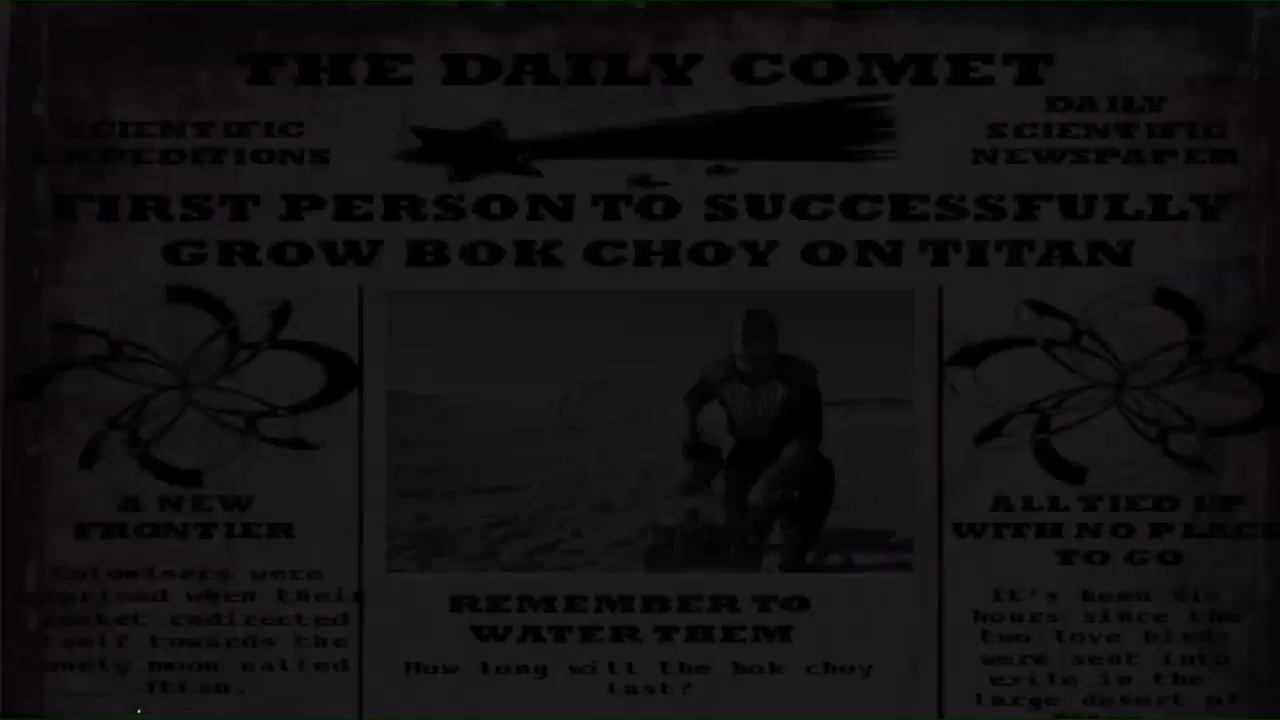 THE DAILY COMET
SCIENTIFIC
EXPEDITIONS
DAILY
SCIENTIFIC
NEWSPAPER
FIRST PERSON TO SUCCESSFULLY
GROW BOK CHOY ON TITAN
A NEW
FRONTIER
Colonisers were
surprised when their
rocket redirected
itself towards the
lonely moon called
Titan.
REMEMBER TO
WATER THEM
How long will the bok choy
last?
ALL TIED UP
WITH NO PLACE
TO GO
It's been six
hours since the
two love birds
were sent into
exile in the
large desert of